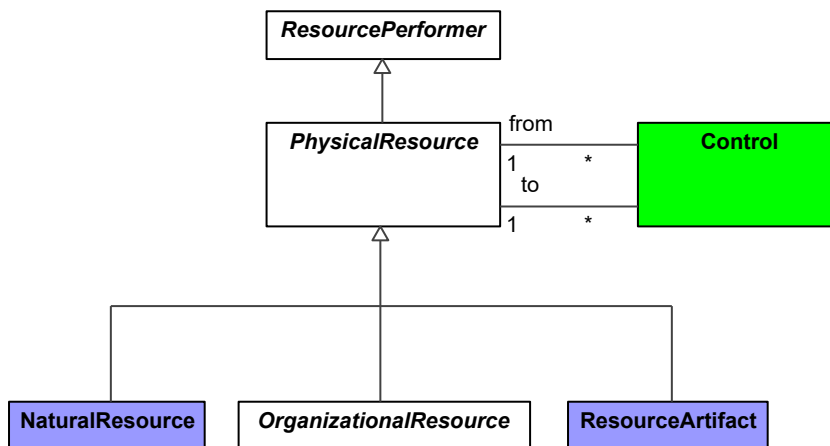 ResourcePerformer
PhysicalResource
from
Control
1 *
to
1 *
NaturalResource
OrganizationalResource
ResourceArtifact